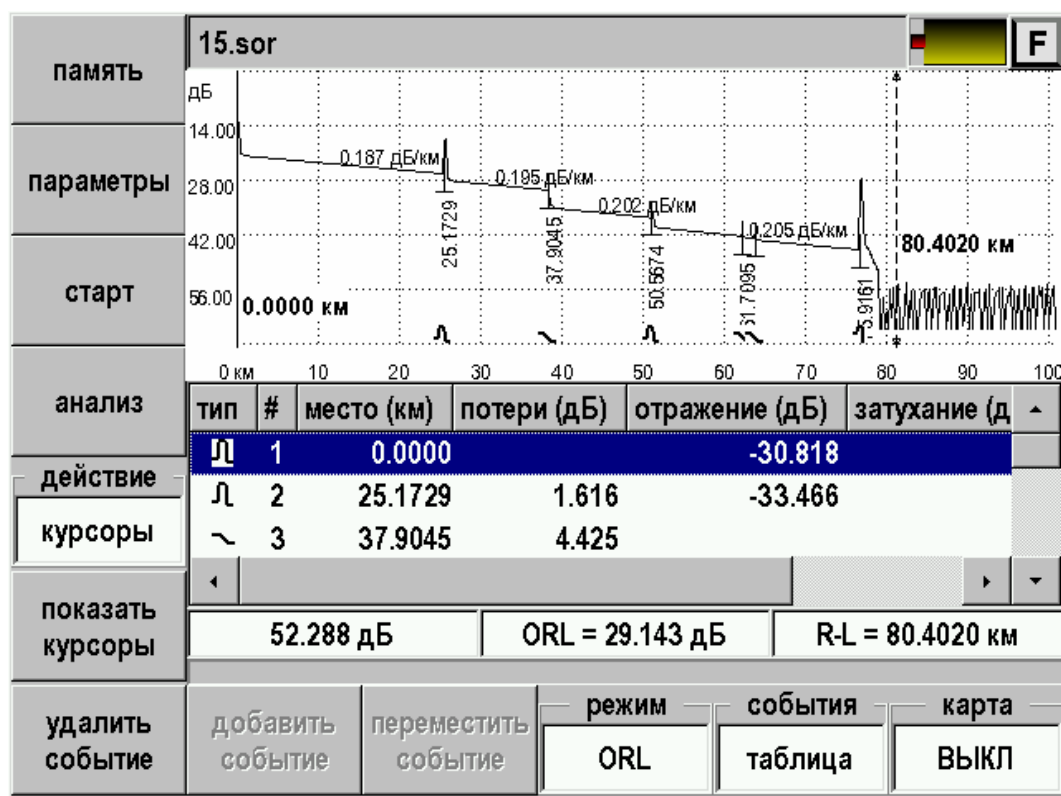 память
15.sor
F
дБ
14.00
0.187 дБ/км
параметры
28.00
0.195 дБ/км
0.202 дБ/км
25.1729
37.9045
50.5674
42.00
0.205 дБ/км
80.4020 км
старт
56.00
0.0000 км
0 км 10 20 30 40 50 60 70 80 90 100
анализ
тип # место (км) потери (дБ) отражение (дБ) затухание (д
1 0.0000 -30.818
действие
2 25.1729 1.616 -33.466
курсоры
3 37.9045 4.425
показать
курсоры
52.288 дБ ORL = 29.143 дБ R-L = 80.4020 км
удалить
событие
добавить
событие
переместить
событие
режим
ORL
события
таблица
карта
ВЫКЛ